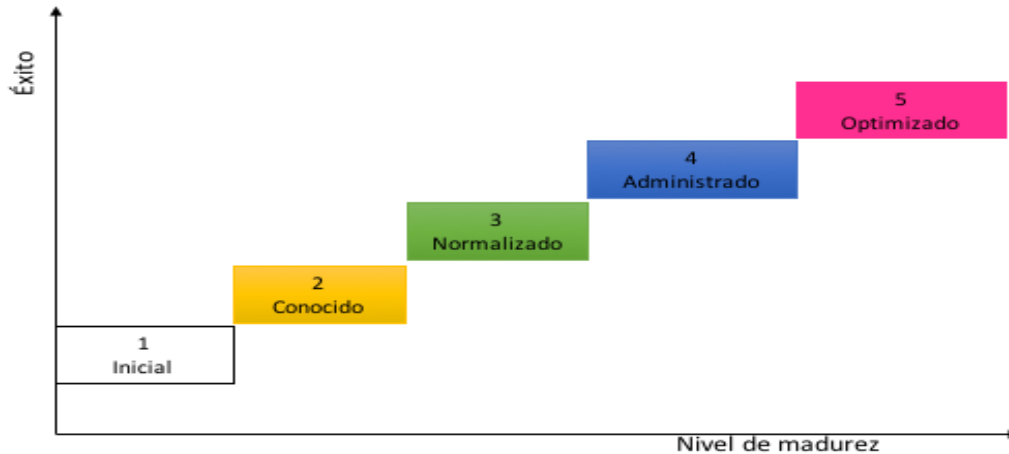 Éxito
5
Optimizado
4
Administrado
3
Normalizado
2
Conocido
1
Inicial
Nivel de madurez